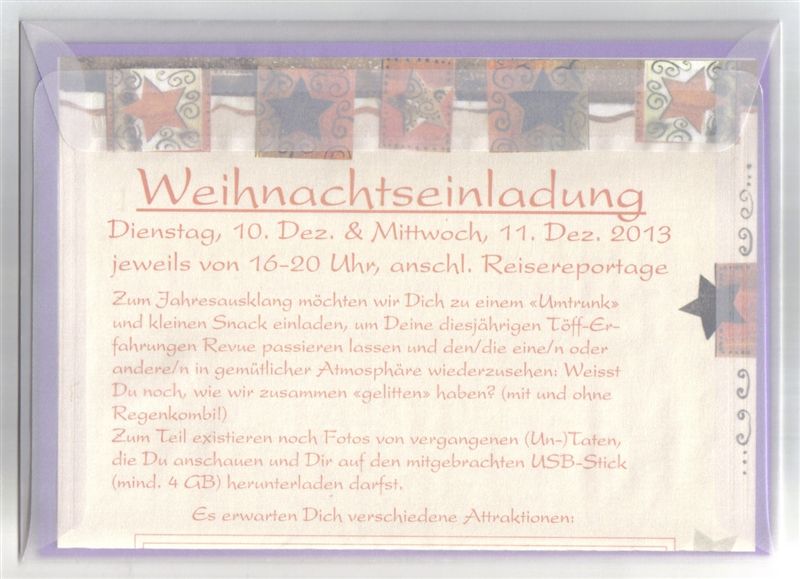 Weihnachtseinladung
Dienstag, 10. Dez. & Mittwoch, 11. Dez. 2013
jeweils von 16-20 Uhr, anschl. Reisereportage
Zum Jahresausklang möchten wir Dich zu einem «Umtrunk»
und kleinen Snack einladen, um Deine diesjährigen Töff-Er-
fahrungen Revue passieren lassen und den/die eine/n oder
andere/n in gemütlicher Atmosphäre wiederzusehen: Weisst
Du noch, wie wir zusammen «gelitten» haben? (mit und ohne
Regenkombi!)
Zum Teil existieren noch Fotos von vergangenen (Un-)Taten,
die Du anschauen und Dir auf den mitgebrachten USB-Stick
(mind. 4 GB) herunterladen darfst.
Es erwarten Dich verschiedene Attraktionen: